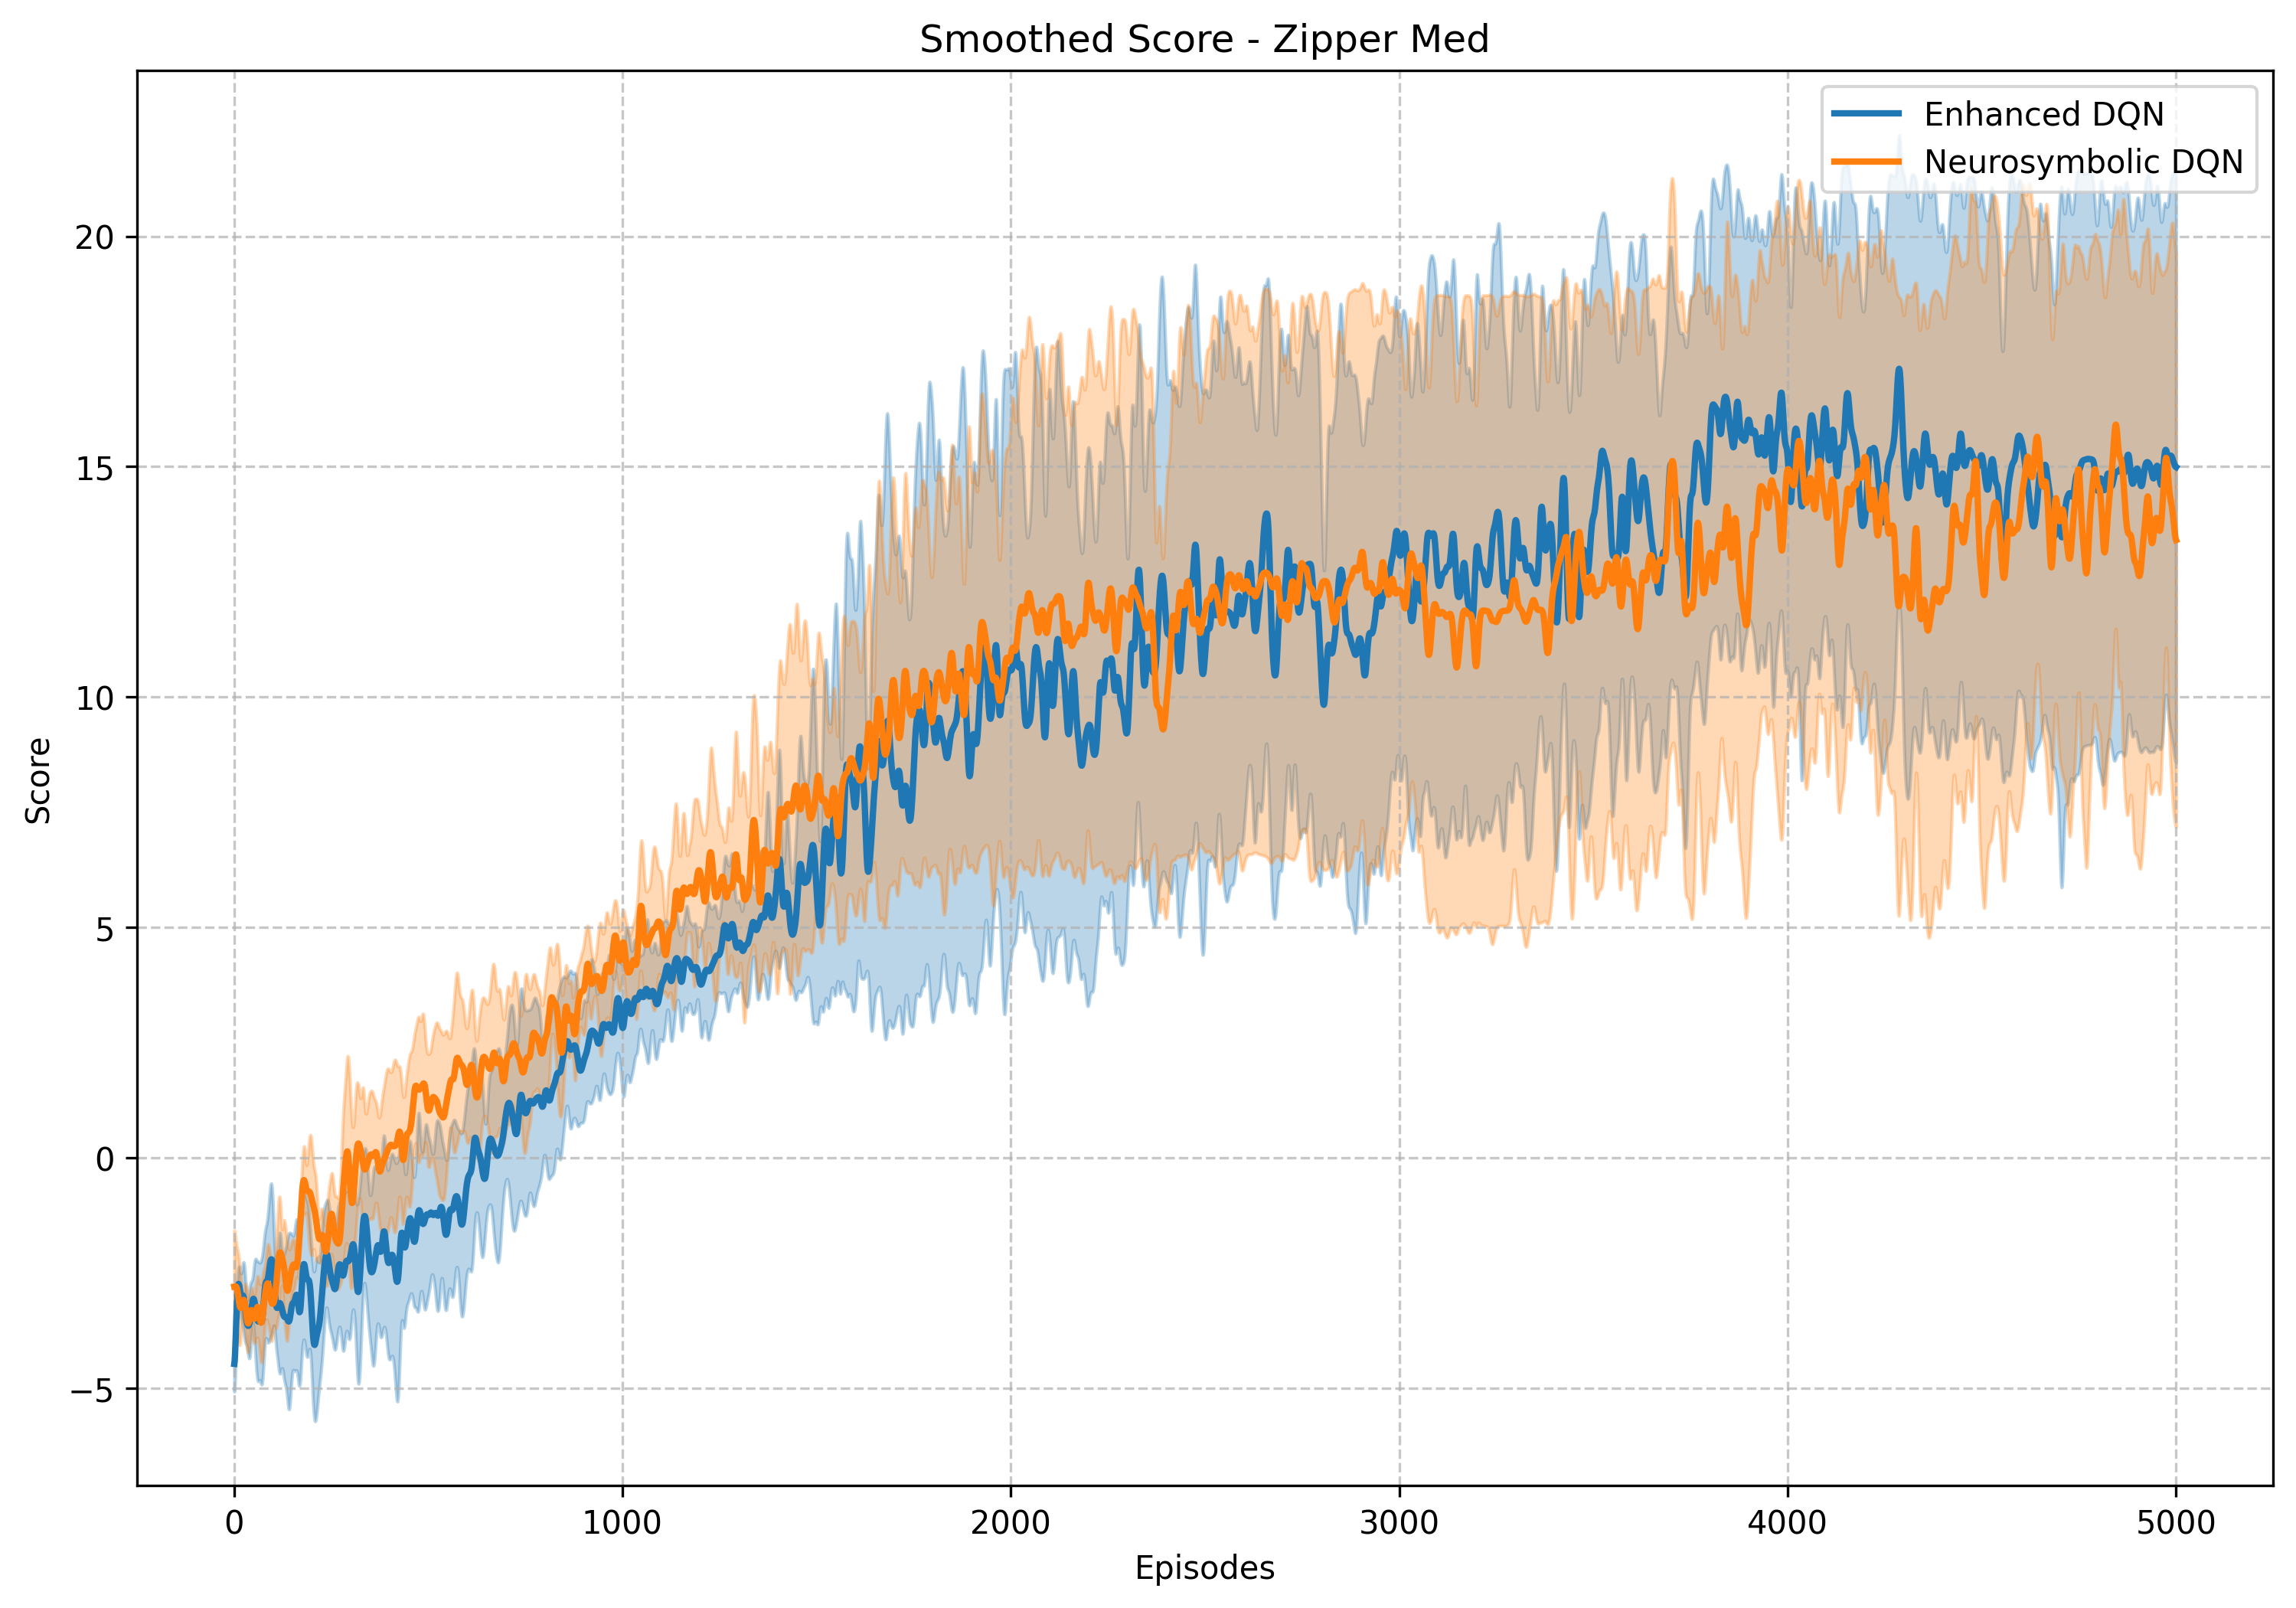 Smoothed Score - Zipper Med
Enhanced DQN
Neurosymbolic DQN
Score
20
15
10
5
0
−5
0 1000 2000 3000 4000 5000
Episodes